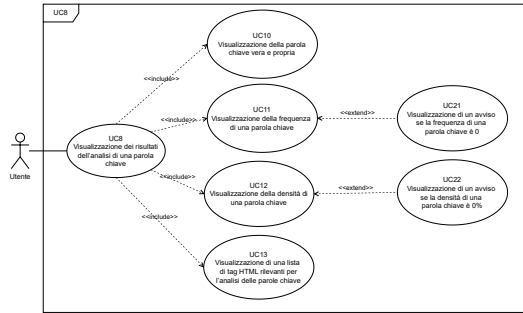 UC8
UC10
Visualizzazione della parola
chiave vera e propria
<<include>>
UC11
Visualizzazione della frequenza
di una parola chiave
<<include>>
<<extend>>
UC21
Visualizzazione di un avviso
se la frequenza di una
parola chiave è 0
UC8
Visualizzazione dei risultati
dell'analisi di una parola
chiave
Utente
<<include>>
UC12
Visualizzazione della densità di
una parola chiave
<<extend>>
UC22
Visualizzazione di un avviso
se la densità di una
parola chiave è 0%
<<include>>
UC13
Visualizzazione di una lista
di tag HTML rilevanti per
l'analisi delle parole chiave